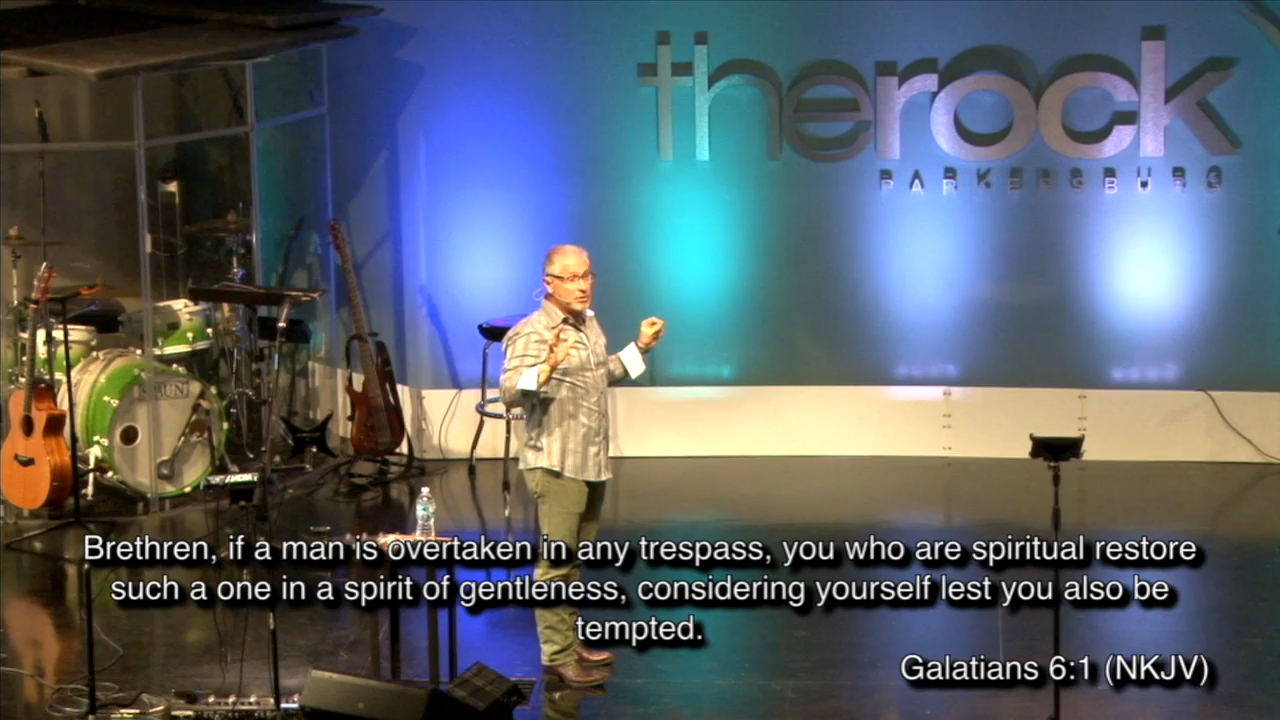 therock
PARKERSBURG
Brethren, if a man is overtaken in any trespass, you who are spiritual restore
such a one in a spirit of gentleness, considering yourself lest you also be
tempted.
Galatians 6:1 (NKJV)